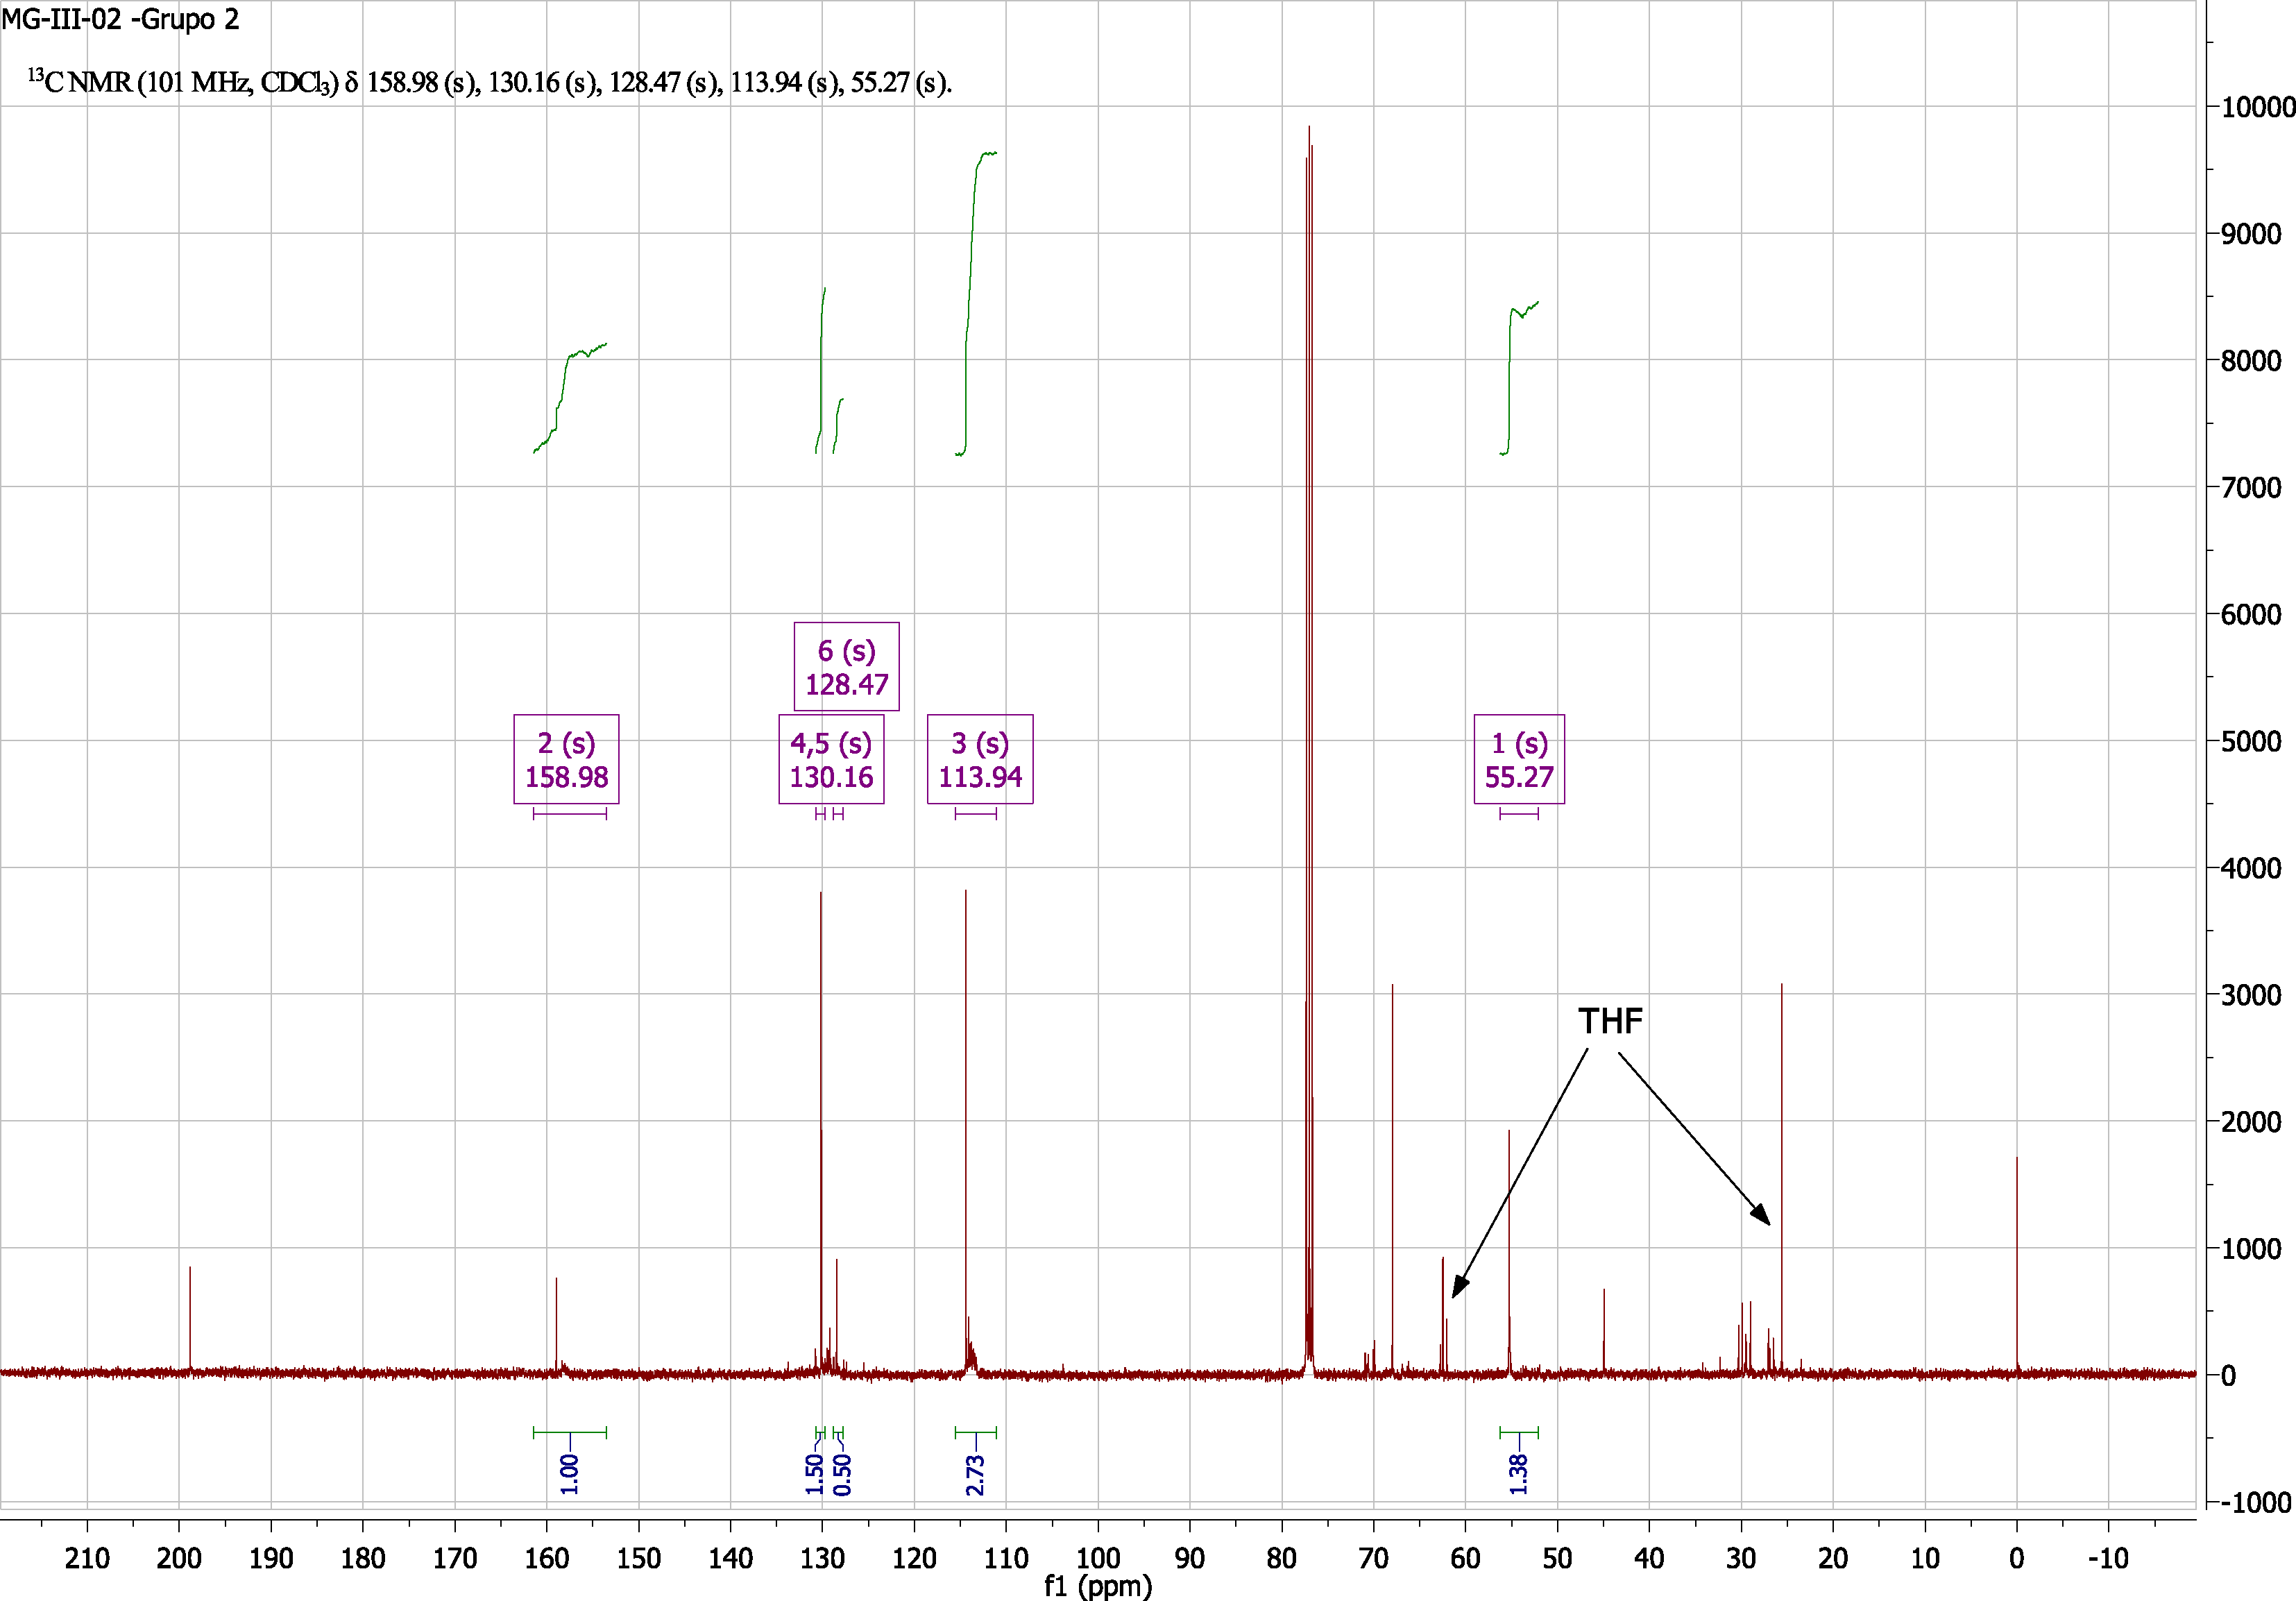 MG-III-02 -Grupo 2
¹³C NMR (101 MHz, CDCl₃) δ 158.98 (s), 130.16 (s), 128.47 (s), 113.94 (s), 55.27 (s).
10000
9000
8000
7000
6000
5000
4000
3000
2000
1000
0
-1000
6 (s)
128.47
2 (s)
158.98
4,5 (s)
130.16
3 (s)
113.94
1 (s)
55.27
THF
1.00
1.50
0.50
2.73
1.38
210 200 190 180 170 160 150 140 130 120 110 100 90 80 70 60 50 40 30 20 10 0 -10
f1 (ppm)